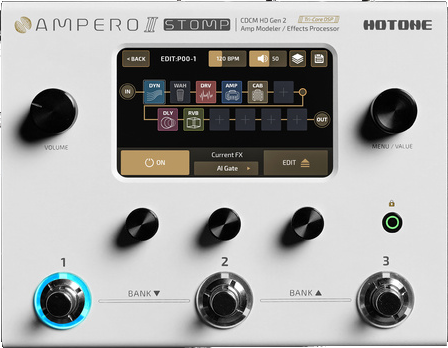 AMPERO II STOMP
CDCM HD Gen 2
Tri-Core DSP
Amp Modeler / Effects Processor
HOTONE
< BACK
EDIT:P00-1
120 BPM
50
IN
DYN
WAH
DRV
AMP
CAB
DLY
RVB
OUT
ON
Current FX
AI Gate
EDIT
VOLUME
MENU / VALUE
1
2
3
BANK ▼
BANK ▲